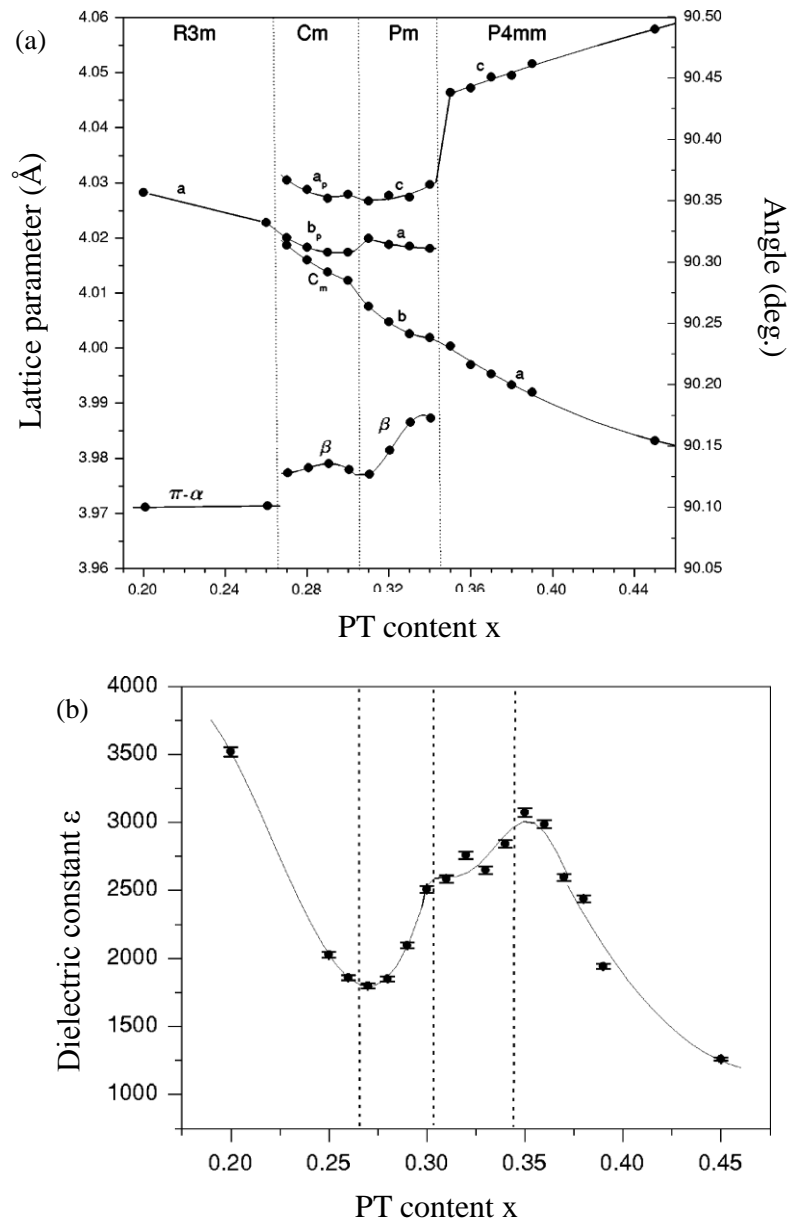 (a)
R3m Cm Pm P4mm
4.06
4.05
4.04
4.03
4.02
4.01
4.00
3.99
3.98
3.97
3.96
Lattice parameter (Å)
a
a_p
b_p
C_m
c
a
b
c
a
π-α
β
β
90.50
90.45
90.40
90.35
90.30
90.25
90.20
90.15
90.10
90.05
Angle (deg.)
0.20 0.24 0.28 0.32 0.36 0.40 0.44
PT content x
(b)
4000
3500
3000
2500
2000
1250
1000
Dielectric constant ε
0.20 0.25 0.30 0.35 0.40 0.45
PT content x